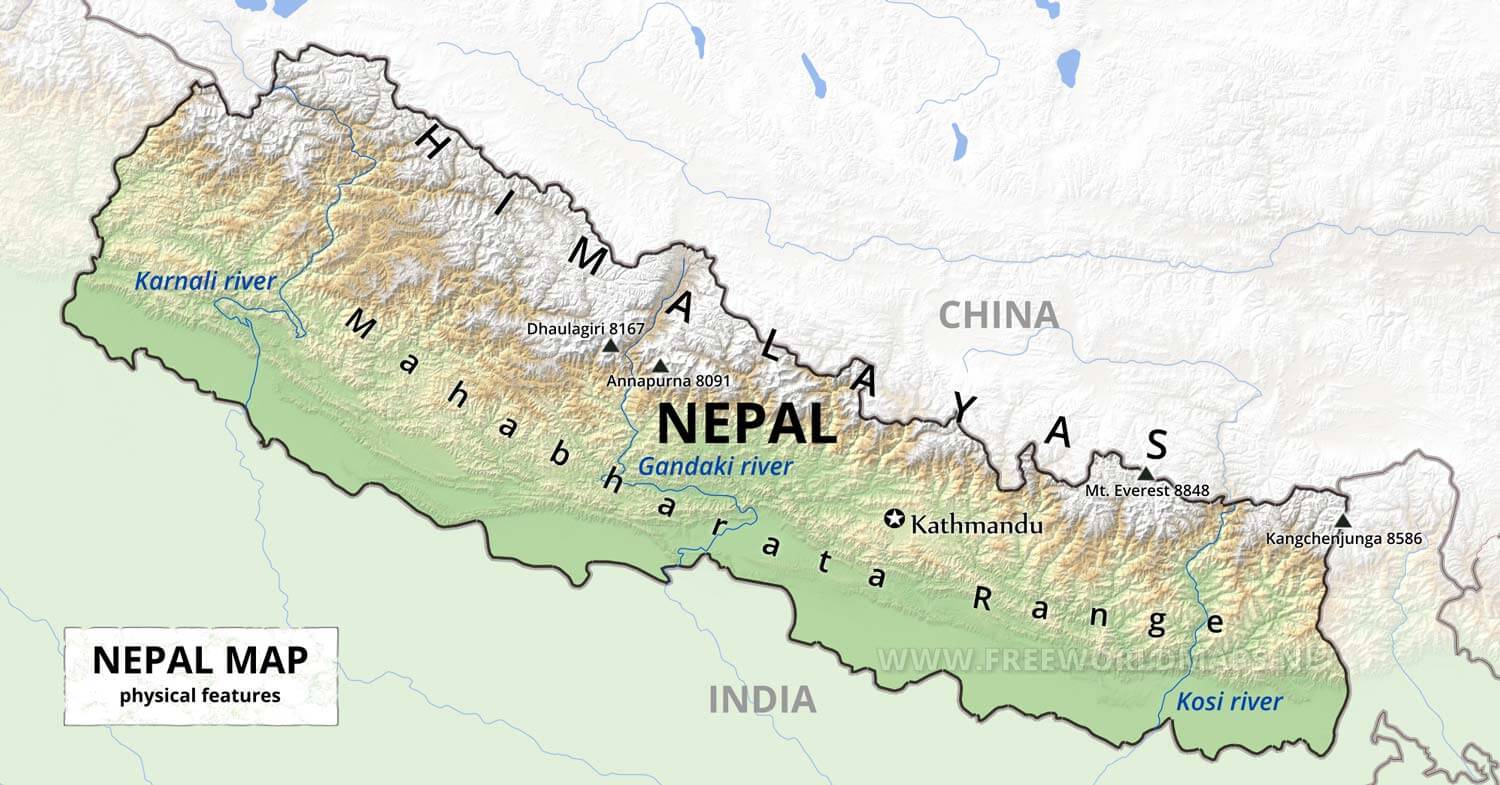 HIMALAYAS
Karnali river
CHINA
Mahabharata Range
Dhaulagiri 8167
Annapurna 8091
NEPAL
Gandaki river
Mt. Everest 8848
Kathmandu
Kangchenjunga 8586
WWW.FREEWORLDMAPS.NET
NEPAL MAP
physical features
INDIA
Kosi river